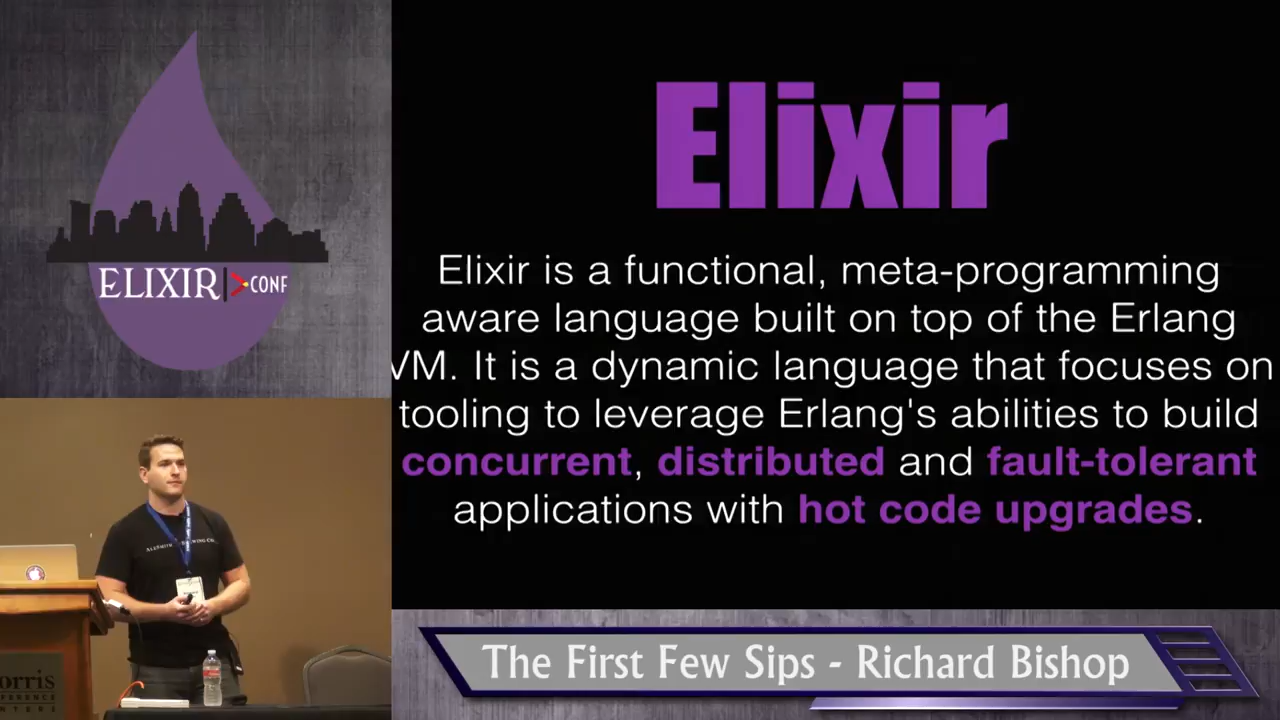 Elixir
Elixir is a functional, meta-programming
aware language built on top of the Erlang
VM. It is a dynamic language that focuses on
tooling to leverage Erlang's abilities to build
concurrent, distributed and fault-tolerant
applications with hot code upgrades.
ELIXIR CONF
The First Few Sips - Richard Bishop